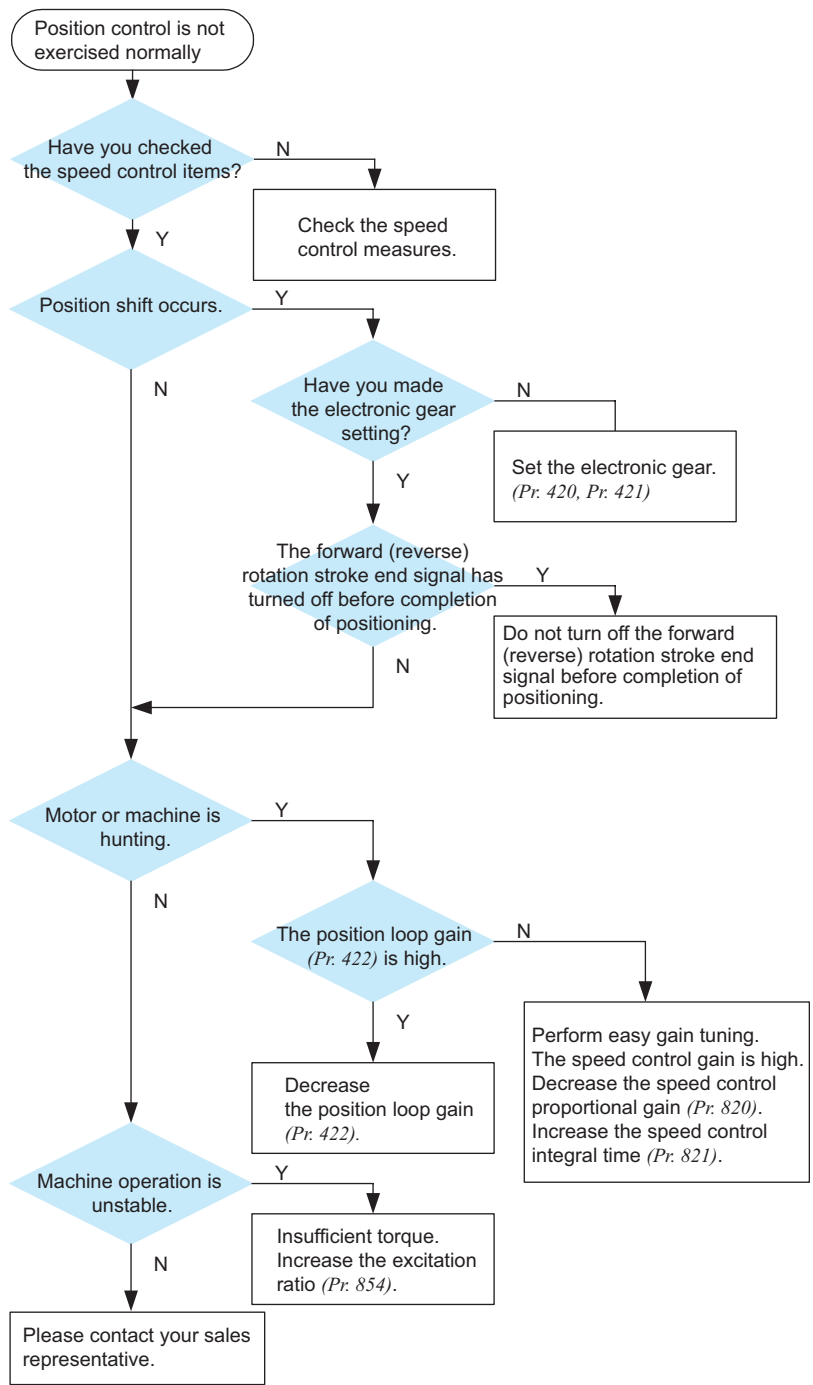 Position control is not
exercised normally
Have you checked
the speed control items?
N
Y
Check the speed
control measures.
Position shift occurs.
Y
N
Have you made
the electronic gear
setting?
N
Y
Set the electronic gear.
(Pr. 420, Pr. 421)
The forward (reverse)
rotation stroke end signal has
turned off before completion
of positioning.
Y
N
Do not turn off the forward
(reverse) rotation stroke end
signal before completion of
positioning.
Motor or machine is
hunting.
Y
N
The position loop gain
(Pr. 422) is high.
N
Y
Perform easy gain tuning.
The speed control gain is high.
Decrease the speed control
proportional gain (Pr. 820).
Increase the speed control
integral time (Pr. 821).
Decrease
the position loop gain
(Pr. 422).
Machine operation is
unstable.
Y
N
Insufficient torque.
Increase the excitation
ratio (Pr. 854).
Please contact your sales
representative.